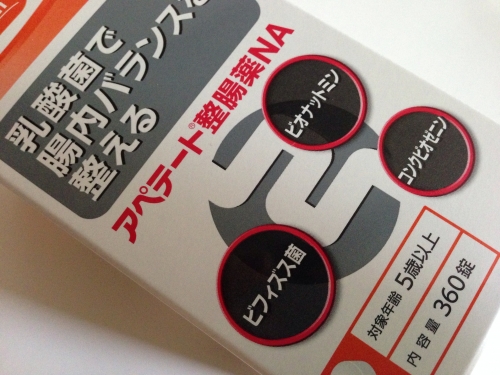 乳酸菌で
腸内バランスを
整える
アペテート®整腸薬NA
ビオナットミン
コンクビオゼーン
ビフィズス菌
対象年齢 5歳以上
内容量 360錠